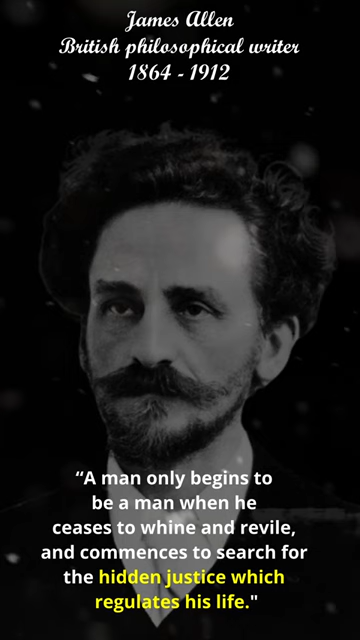 James Allen
British philosophical writer
1864 - 1912
“A man only begins to
be a man when he
ceases to whine and revile,
and commences to search for
the hidden justice which
regulates his life."